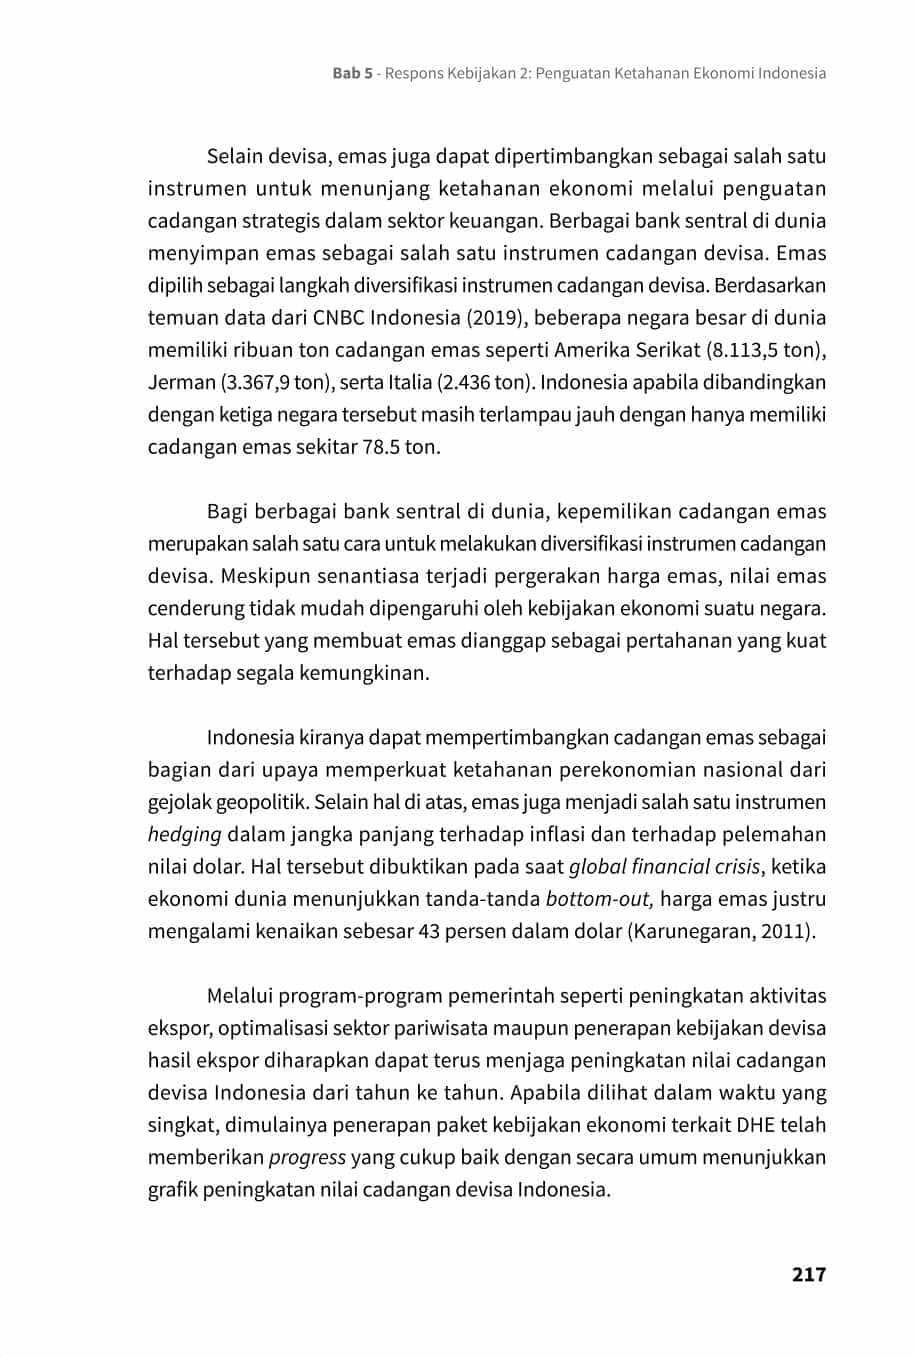 Bab 5 - Respons Kebijakan 2: Penguatan Ketahanan Ekonomi Indonesia
Selain devisa, emas juga dapat dipertimbangkan sebagai salah satu
instrumen untuk menunjang ketahanan ekonomi melalui penguatan
cadangan strategis dalam sektor keuangan. Berbagai bank sentral di dunia
menyimpan emas sebagai salah satu instrumen cadangan devisa. Emas
dipilih sebagai langkah diversifikasi instrumen cadangan devisa. Berdasarkan
temuan data dari CNBC Indonesia (2019), beberapa negara besar di dunia
memiliki ribuan ton cadangan emas seperti Amerika Serikat (8.113,5 ton),
Jerman (3.367,9 ton), serta Italia (2.436 ton). Indonesia apabila dibandingkan
dengan ketiga negara tersebut masih terlampau jauh dengan hanya memiliki
cadangan emas sekitar 78.5 ton.
Bagi berbagai bank sentral di dunia, kepemilikan cadangan emas
merupakan salah satu cara untuk melakukan diversifikasi instrumen cadangan
devisa. Meskipun senantiasa terjadi pergerakan harga emas, nilai emas
cenderung tidak mudah dipengaruhi oleh kebijakan ekonomi suatu negara.
Hal tersebut yang membuat emas dianggap sebagai pertahanan yang kuat
terhadap segala kemungkinan.
Indonesia kiranya dapat mempertimbangkan cadangan emas sebagai
bagian dari upaya memperkuat ketahanan perekonomian nasional dari
gejolak geopolitik. Selain hal di atas, emas juga menjadi salah satu instrumen
hedging dalam jangka panjang terhadap inflasi dan terhadap pelemahan
nilai dolar. Hal tersebut dibuktikan pada saat global financial crisis, ketika
ekonomi dunia menunjukkan tanda-tanda bottom-out, harga emas justru
mengalami kenaikan sebesar 43 persen dalam dolar (Karunegaran, 2011).
Melalui program-program pemerintah seperti peningkatan aktivitas
ekspor, optimalisasi sektor pariwisata maupun penerapan kebijakan devisa
hasil ekspor diharapkan dapat terus menjaga peningkatan nilai cadangan
devisa Indonesia dari tahun ke tahun. Apabila dilihat dalam waktu yang
singkat, dimulainya penerapan paket kebijakan ekonomi terkait DHE telah
memberikan progress yang cukup baik dengan secara umum menunjukkan
grafik peningkatan nilai cadangan devisa Indonesia.
217